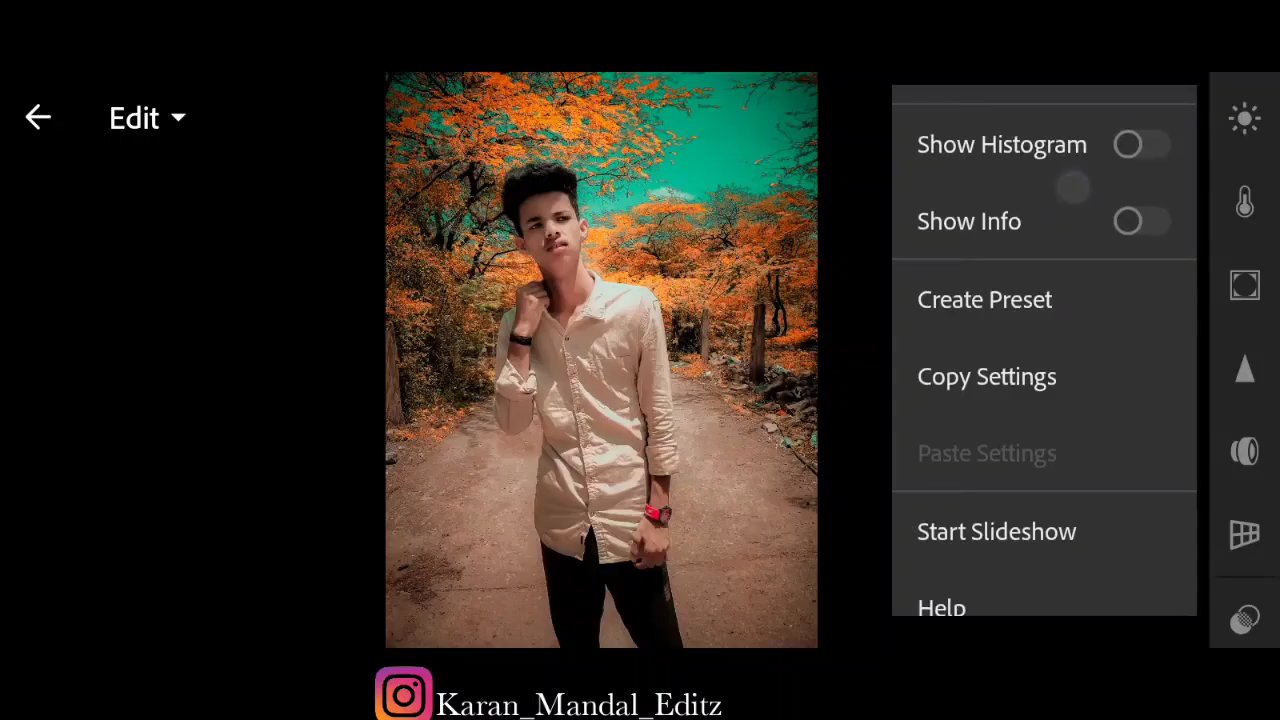 Edit
Show Histogram
Show Info
Create Preset
Copy Settings
Paste Settings
Start Slideshow
Help
Karan_Mandal_Editz